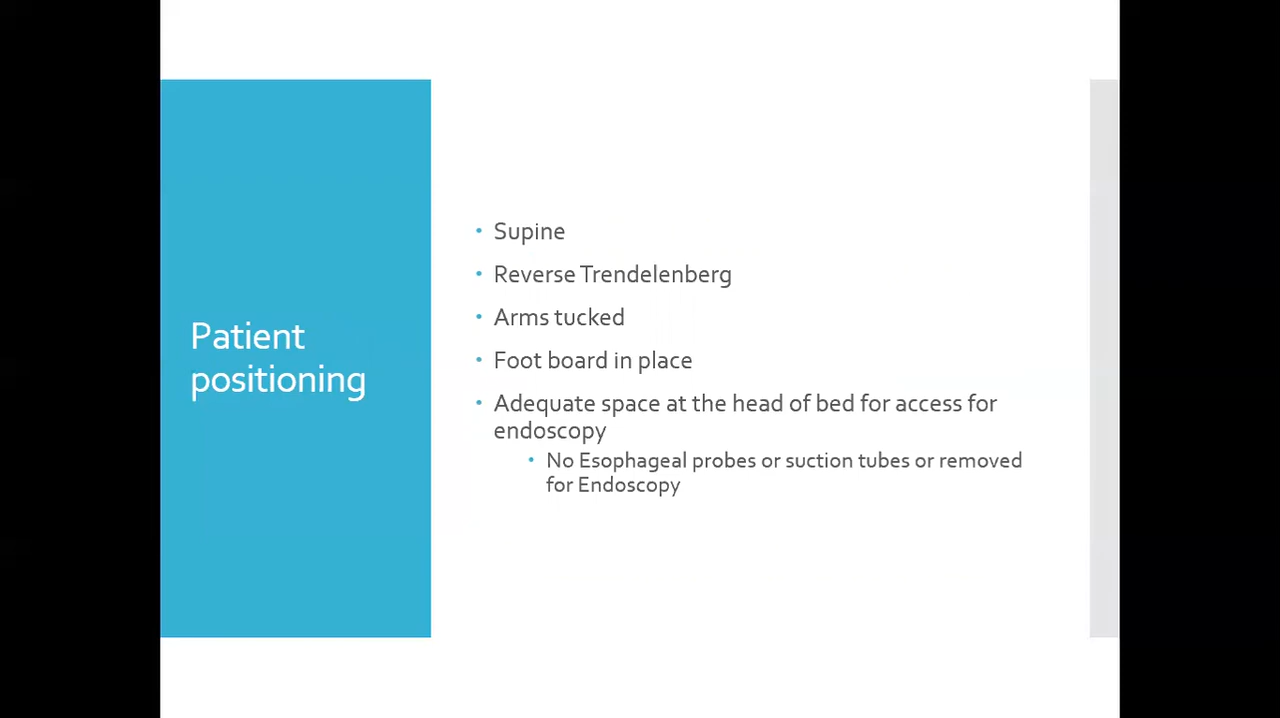 Patient
positioning
• Supine
• Reverse Trendelenberg
• Arms tucked
• Foot board in place
• Adequate space at the head of bed for access for
endoscopy
• No Esophageal probes or suction tubes or removed
for Endoscopy